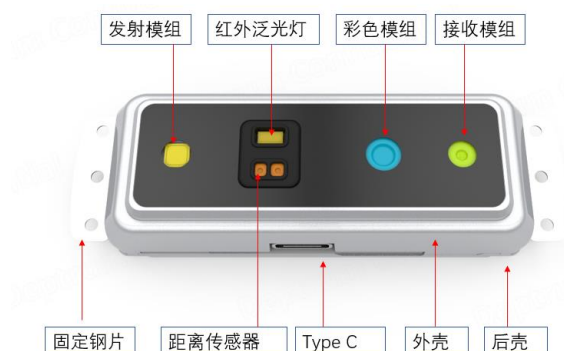 发射模组
红外泛光灯
彩色模组
接收模组
固定钢片
距离传感器
Type C
外壳
后壳